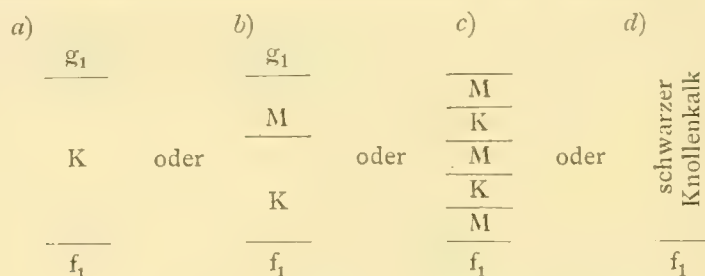 a) b) c) d)
g₁ g₁
M
M
K
K oder oder M oder schwarzer Knollenkalk
K
K
M
f₁ f₁ f₁ f₁